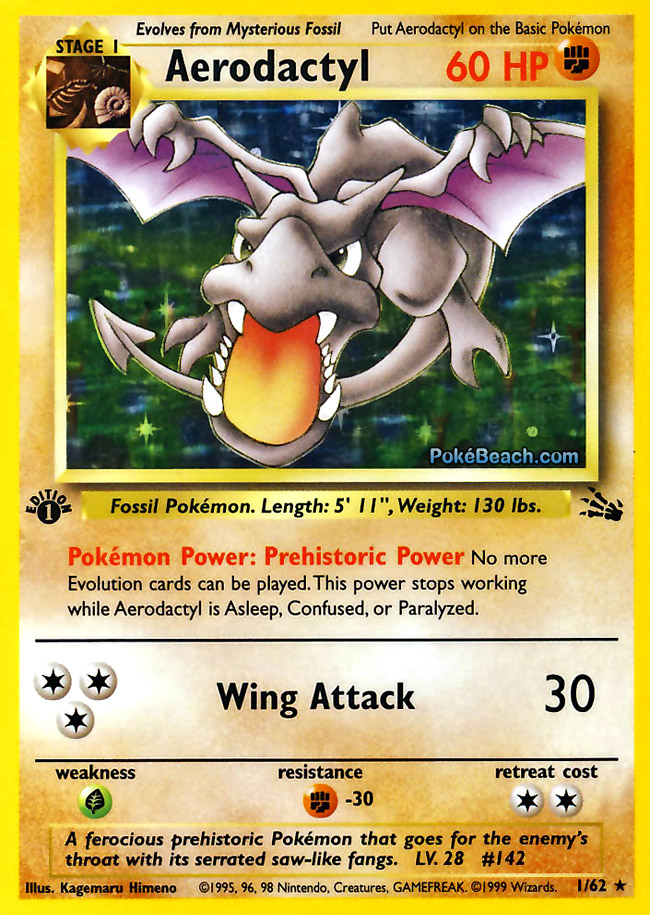 Evolves from Mysterious Fossil Put Aerodactyl on the Basic Pokémon
STAGE 1
Aerodactyl 60 HP
PokéBeach.com
EDITION
1
Fossil Pokémon. Length: 5' 11", Weight: 130 lbs.
Pokémon Power: Prehistoric Power No more
Evolution cards can be played. This power stops working
while Aerodactyl is Asleep, Confused, or Paralyzed.
Wing Attack 30
weakness resistance retreat cost
-30
A ferocious prehistoric Pokémon that goes for the enemy's
throat with its serrated saw-like fangs. LV. 28 #142
Illus. Kagemaru Himeno ©1995, 96, 98 Nintendo, Creatures, GAMEFREAK. ©1999 Wizards. 1/62 ★